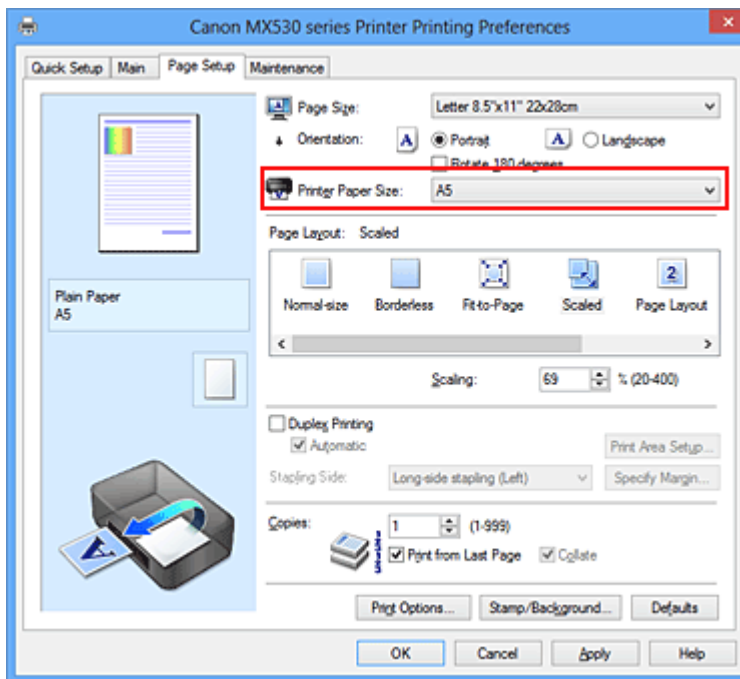 Canon MX530 series Printer Printing Preferences
Quick Setup Main Page Setup Maintenance
Page Size: Letter 8.5"x11" 22x28cm
Orientation: A Portrait A Landscape
Rotate 180 degrees
Printer Paper Size: A5
Page Layout: Scaled
Normal-size Borderless Fit-to-Page Scaled Page Layout
Plain Paper
A5
Scaling: 69 % (20-400)
Duplex Printing
Automatic Print Area Setup...
Stapling Side: Long-side stapling (Left) Specify Margin...
Copies: 1 (1-999)
Print from Last Page Collate
Print Options... Stamp/Background... Defaults
OK Cancel Apply Help